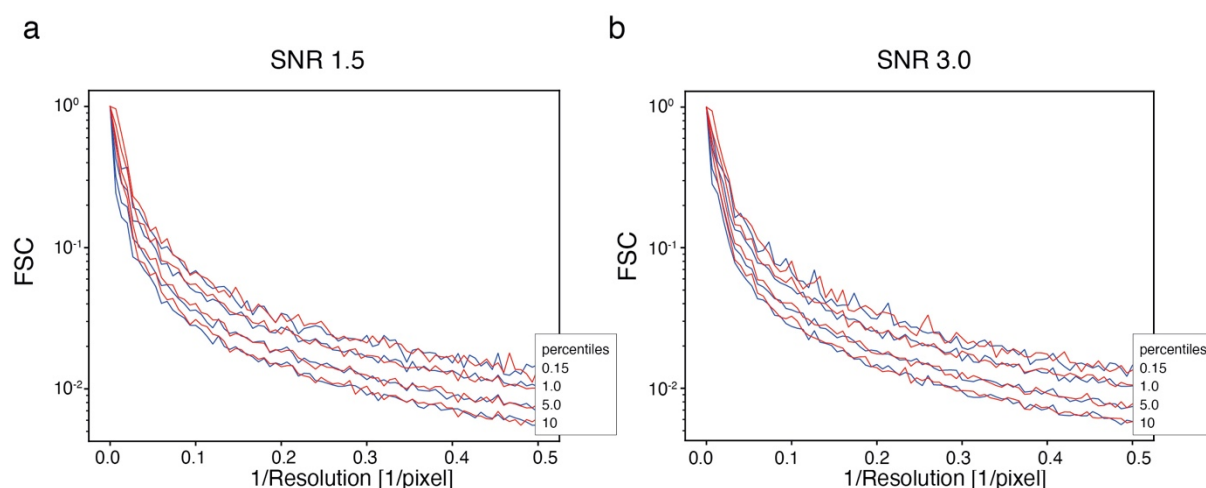 a
SNR 1.5
10⁰
10⁻¹
10⁻²
FSC
0.0 0.1 0.2 0.3 0.4 0.5
1/Resolution [1/pixel]
percentiles
0.15
1.0
5.0
10
b
SNR 3.0
10⁰
10⁻¹
10⁻²
FSC
0.0 0.1 0.2 0.3 0.4 0.5
1/Resolution [1/pixel]
percentiles
0.15
1.0
5.0
10